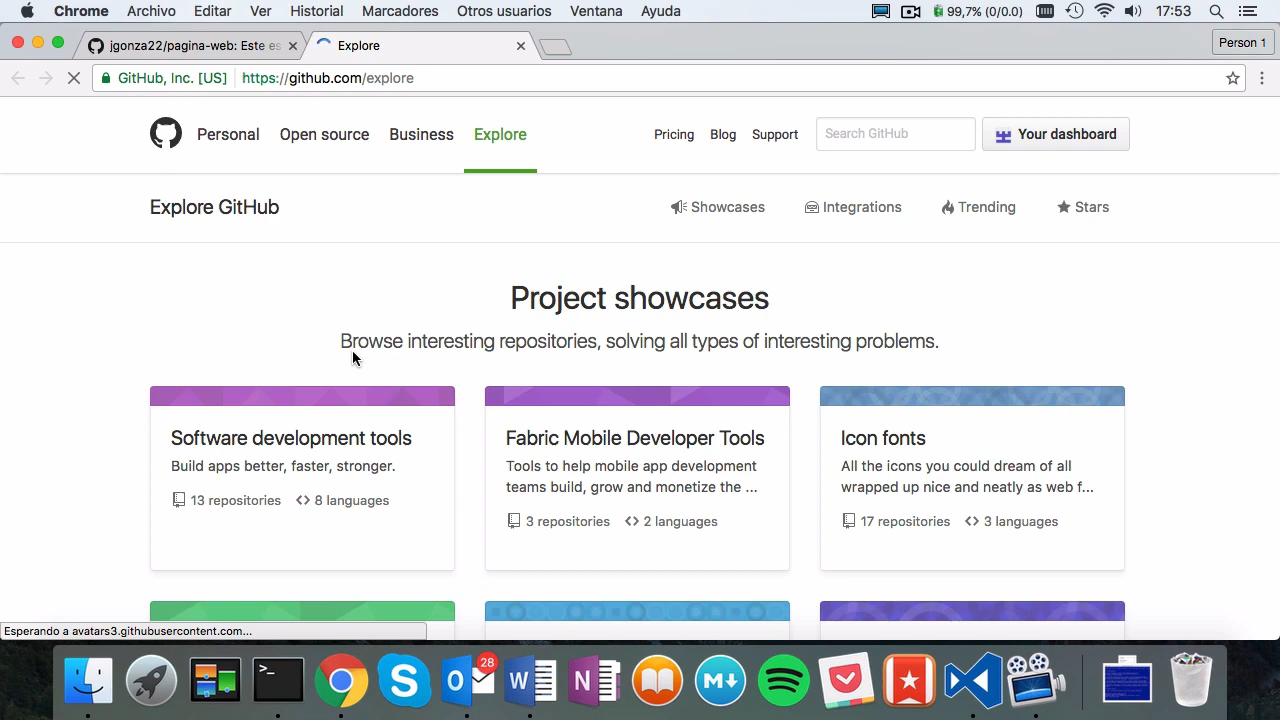 Chrome Archivo Editar Ver Historial Marcadores Otros usuarios Ventana Ayuda 99,7% (0/0.0) 17:53
jgonza22/pagina-web: Este es Explore Person 1
GitHub, Inc. [US] https://github.com/explore
Personal Open source Business Explore Pricing Blog Support Search GitHub Your dashboard
Explore GitHub Showcases Integrations Trending Stars
Project showcases
Browse interesting repositories, solving all types of interesting problems.
Software development tools
Build apps better, faster, stronger.
13 repositories 8 languages
Fabric Mobile Developer Tools
Tools to help mobile app development
teams build, grow and monetize the ...
3 repositories 2 languages
Icon fonts
All the icons you could dream of all
wrapped up nice and neatly as web f...
17 repositories 3 languages
Esperando a avatars3.githubusercontent.com...
28